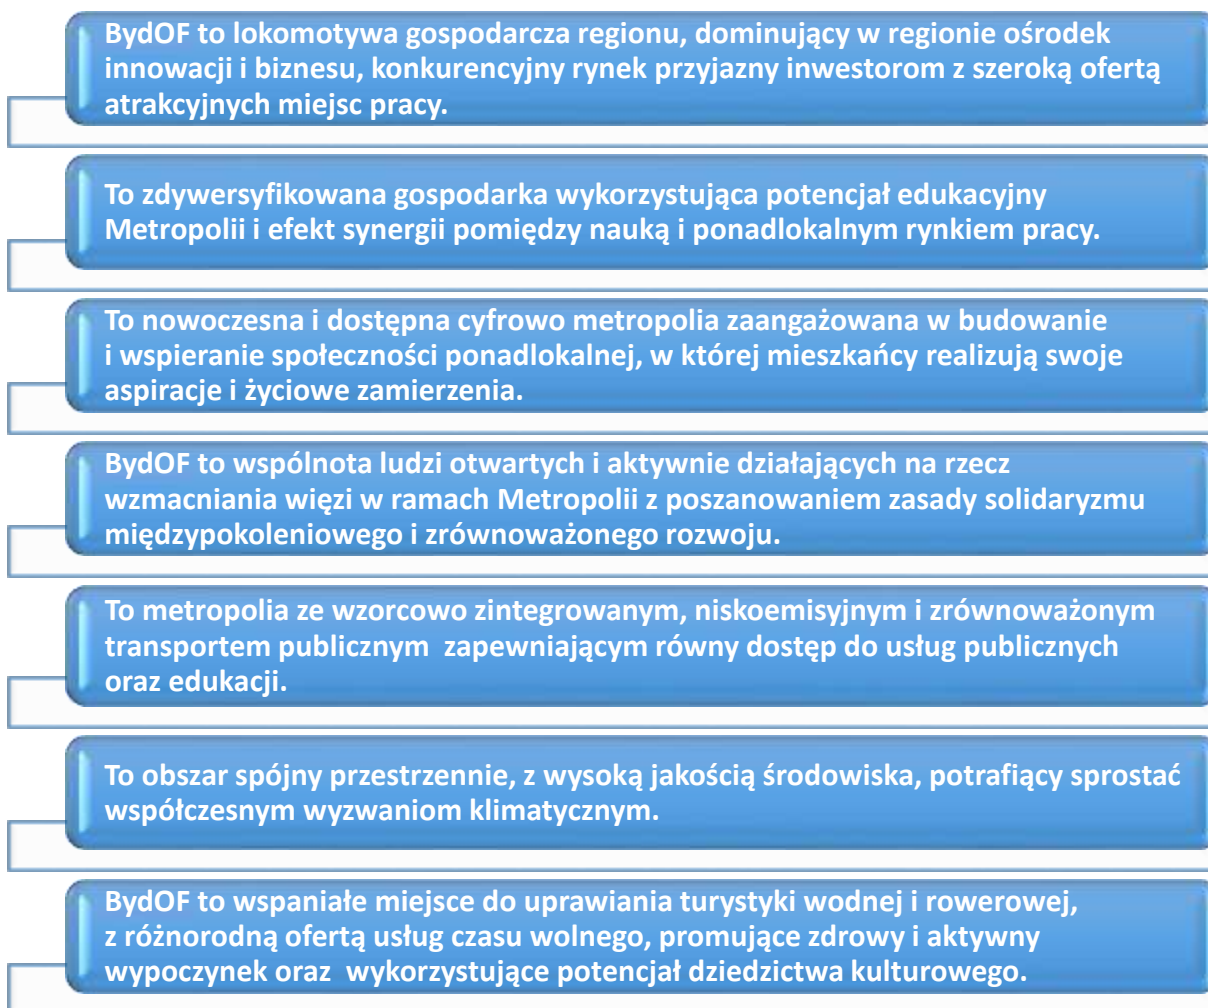 BydOF to lokomotywa gospodarcza regionu, dominujący w regionie ośrodek
innowacji i biznesu, konkurencyjny rynek przyjazny inwestorom z szeroką ofertą
atrakcyjnych miejsc pracy.
To zdywersyfikowana gospodarka wykorzystująca potencjał edukacyjny
Metropolii i efekt synergii pomiędzy nauką i ponadlokalnym rynkiem pracy.
To nowoczesna i dostępna cyfrowo metropolia zaangażowana w budowanie
i wspieranie społeczności ponadlokalnej, w której mieszkańcy realizują swoje
aspiracje i życiowe zamierzenia.
BydOF to wspólnota ludzi otwartych i aktywnie działających na rzecz
wzmacniania więzi w ramach Metropolii z poszanowaniem zasady solidaryzmu
międzypokoleniowego i zrównoważonego rozwoju.
To metropolia ze wzorcowo zintegrowanym, niskoemisyjnym i zrównoważonym
transportem publicznym zapewniającym równy dostęp do usług publicznych
oraz edukacji.
To obszar spójny przestrzennie, z wysoką jakością środowiska, potrafiący sprostać
współczesnym wyzwaniom klimatycznym.
BydOF to wspaniałe miejsce do uprawiania turystyki wodnej i rowerowej,
z różnorodną ofertą usług czasu wolnego, promujące zdrowy i aktywny
wypoczynek oraz wykorzystujące potencjał dziedzictwa kulturowego.